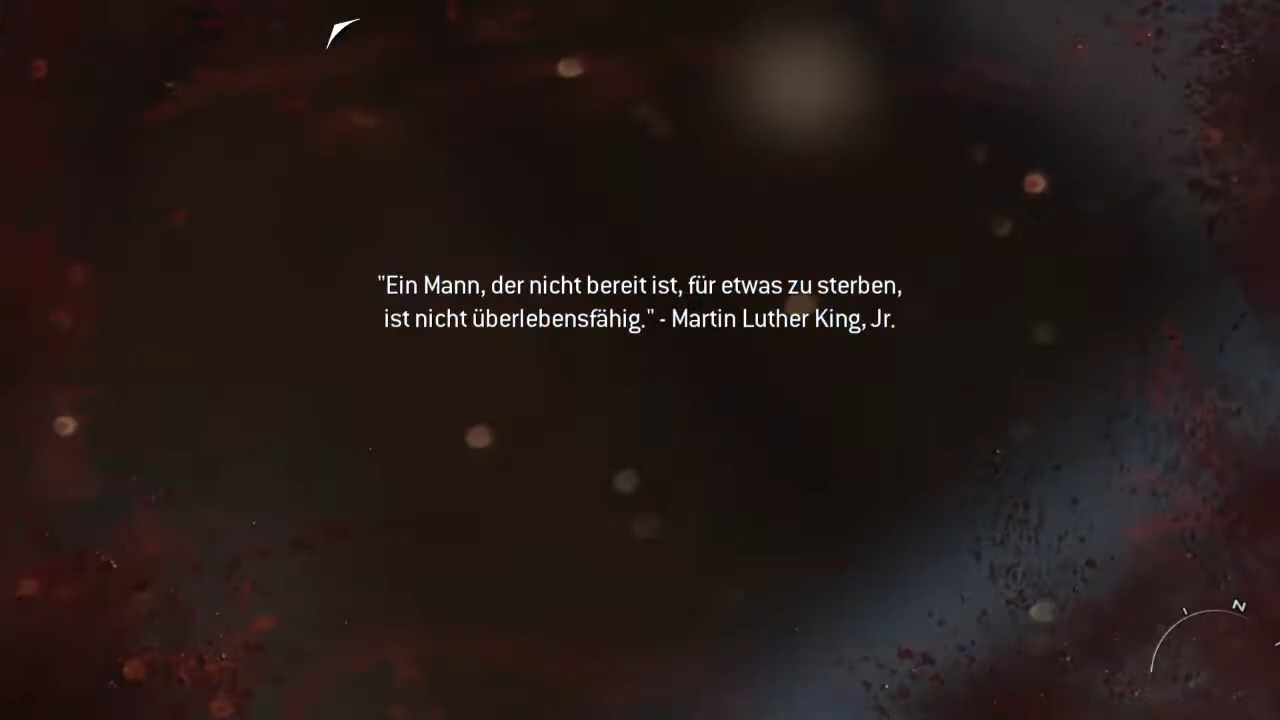 "Ein Mann, der nicht bereit ist, für etwas zu sterben,
ist nicht überlebensfähig." - Martin Luther King, Jr.
N